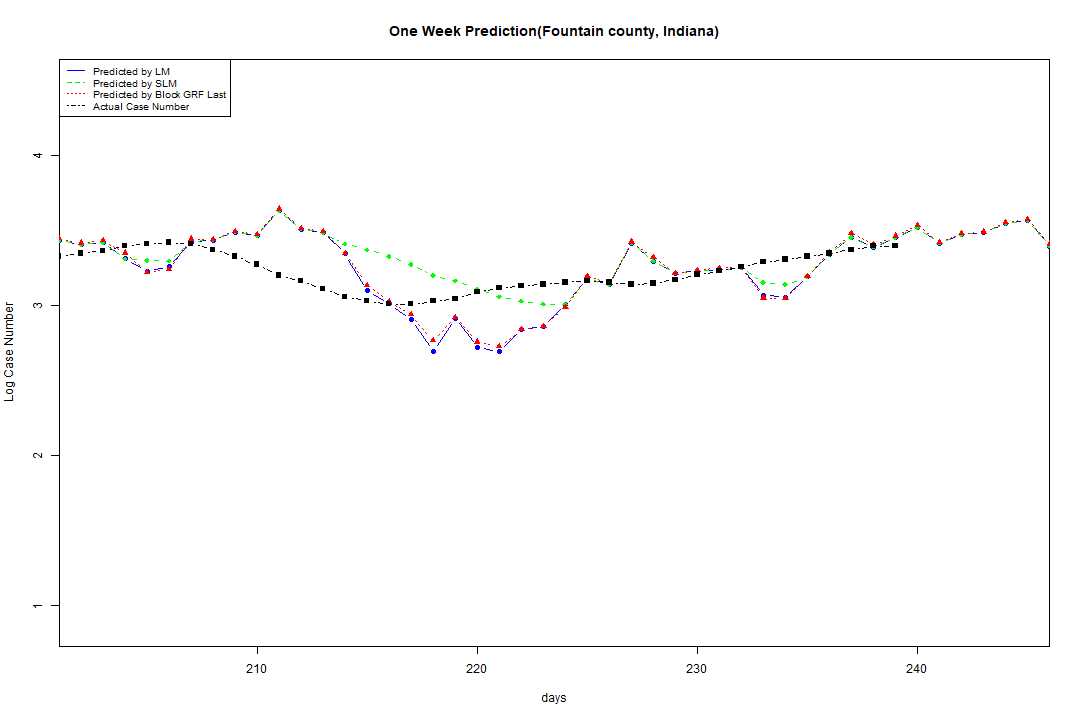 One Week Prediction(Fountain county, Indiana)
Predicted by LM
Predicted by SLM
Predicted by Block GRF Last
Actual Case Number
4
3
2
1
Log Case Number
210 220 230 240
days